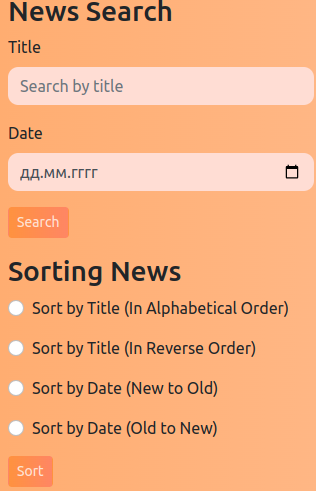 News Search
Title
Search by title
Date
дд.мм.гггг
Search
Sorting News
Sort by Title (In Alphabetical Order)
Sort by Title (In Reverse Order)
Sort by Date (New to Old)
Sort by Date (Old to New)
Sort